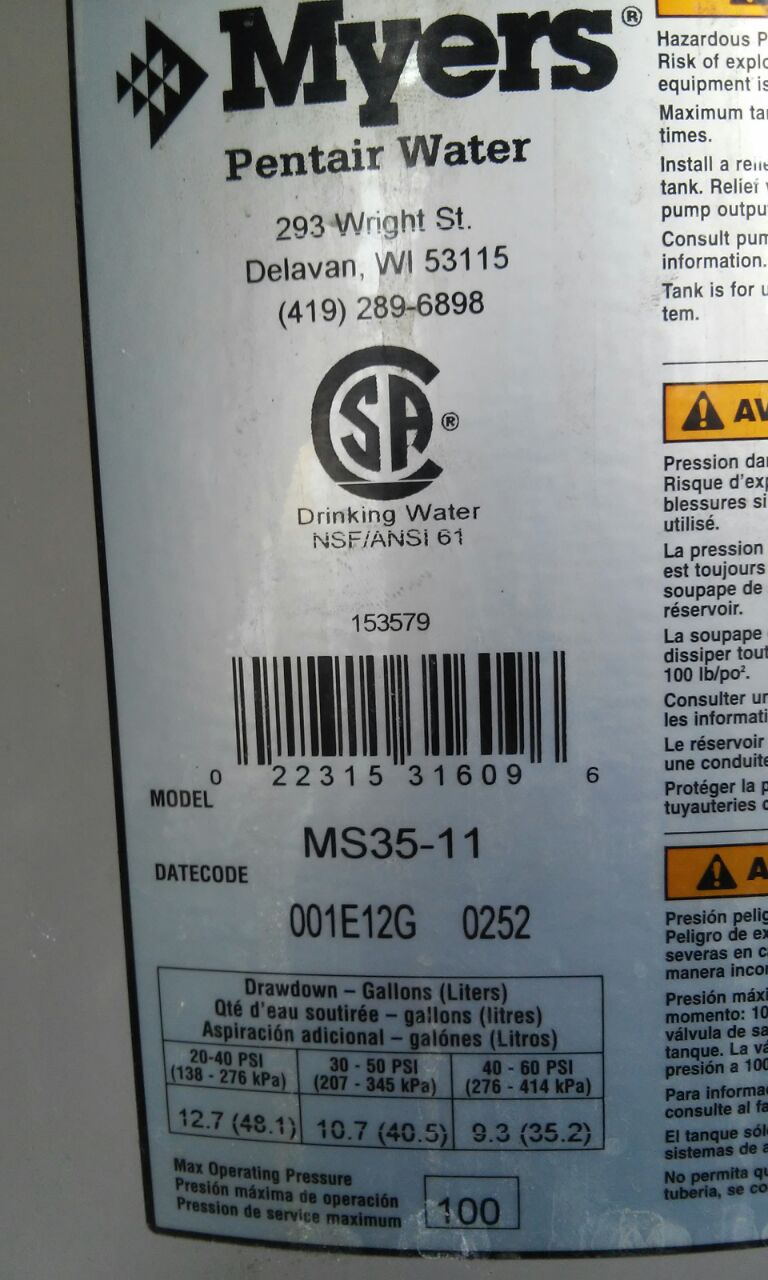 Myers®
Pentair Water
293 Wright St.
Delavan, WI 53115
(419) 289-6898
CSA®
Drinking Water
NSF/ANSI 61
153579
0 22315 31609 6
MODEL
MS35-11
DATECODE
001E12G 0252
Drawdown – Gallons (Liters)
Qté d'eau soutirée – gallons (litres)
Aspiración adicional – galónes (Litros)
20-40 PSI
(138 - 276 kPa)
30 - 50 PSI
(207 - 345 kPa)
40 - 60 PSI
(276 - 414 kPa)
12.7 (48.1) 10.7 (40.5) 9.3 (35.2)
Max Operating Pressure
Presión máxima de operación
Pression de service maximum
100
Hazardous
Risk of
equipment is
Maximum
times.
Install a
tank. Relief
pump
Consult
information.
Tank is for
tem.
Pression
Risque
blessures si
utilisé.
La pression
est toujours
soupape de
réservoir.
La soupape
dissiper
100 lb/po².
Consulter
les
Le réservoir
une
Protéger la
tuyauteries
Presión
Peligro de
severas en
manera
Presión
momento:
válvula de
tanque. La
presión a
Para
consulte al
El tanque
sistemas de
No permita
tuberia, se